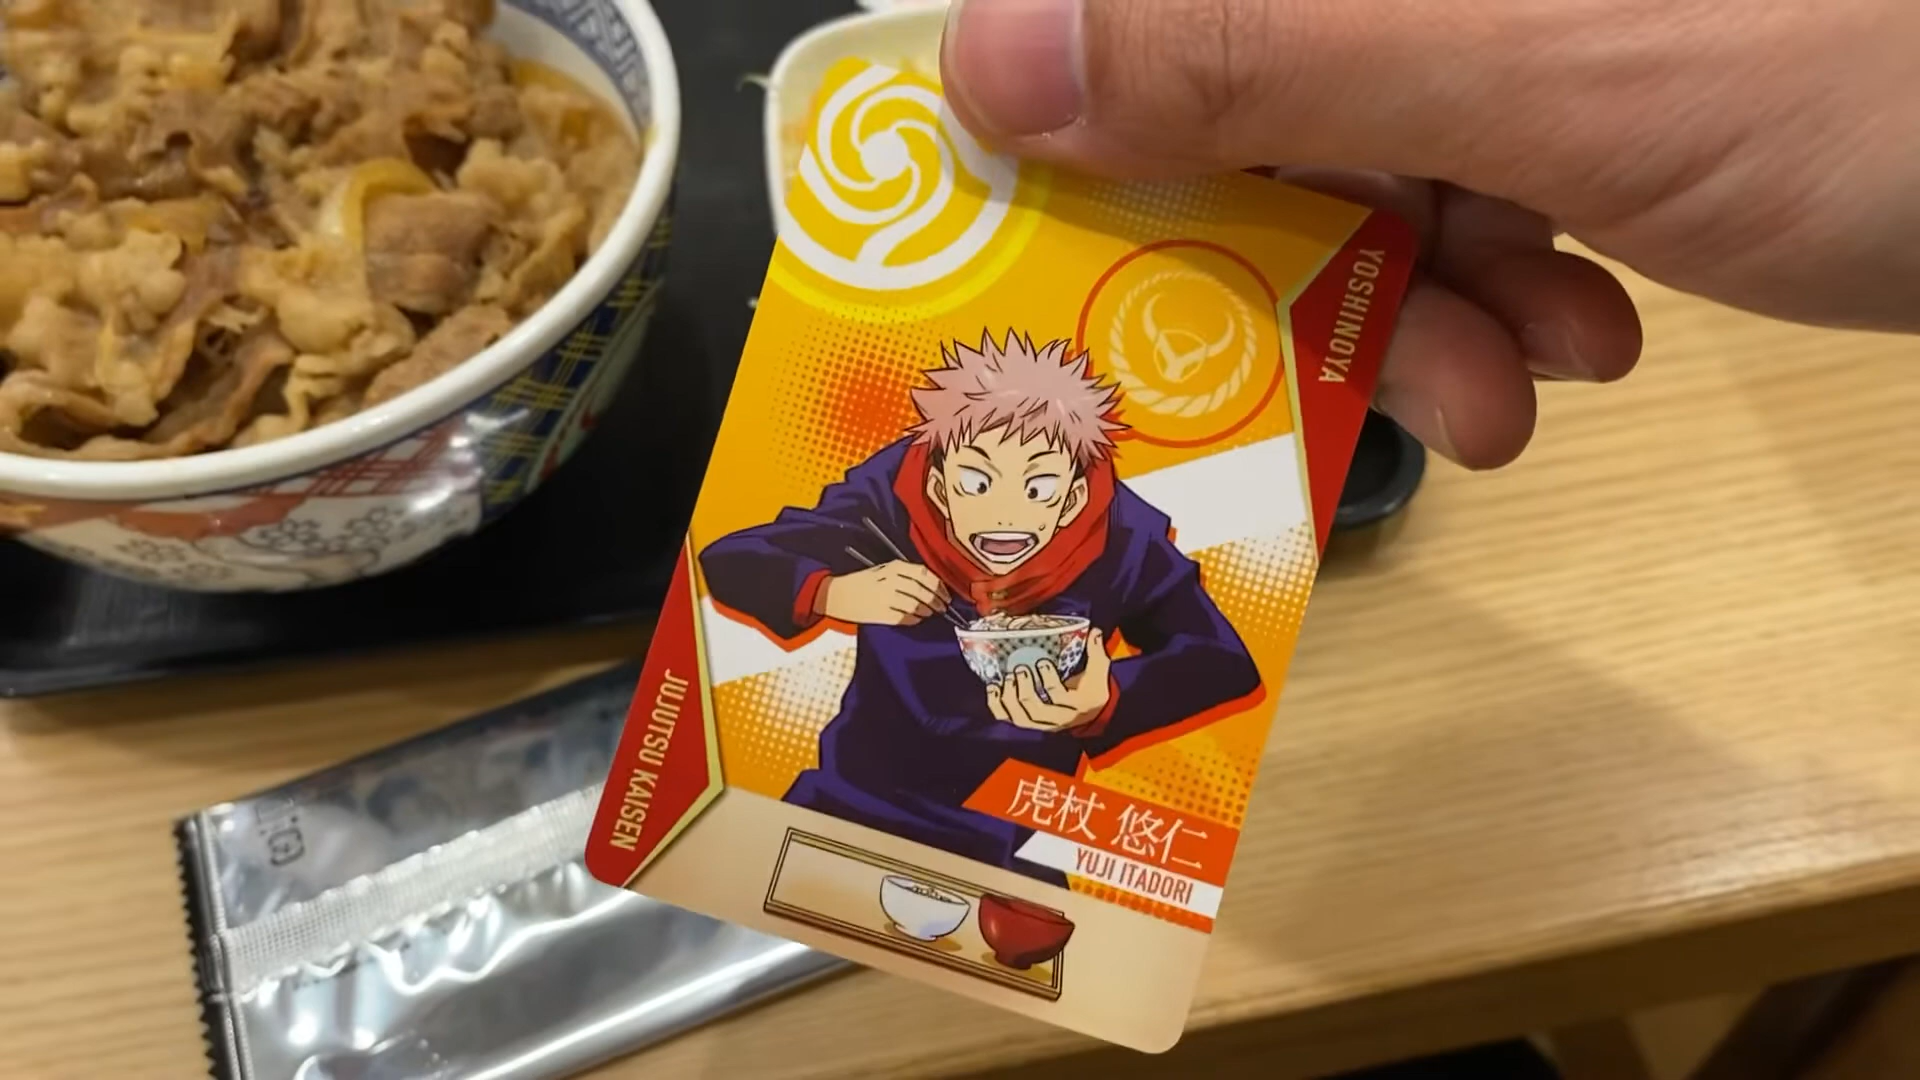 YOSHINOYA
JUJUTSU KAISEN
虎杖 悠仁
YUJI ITADORI